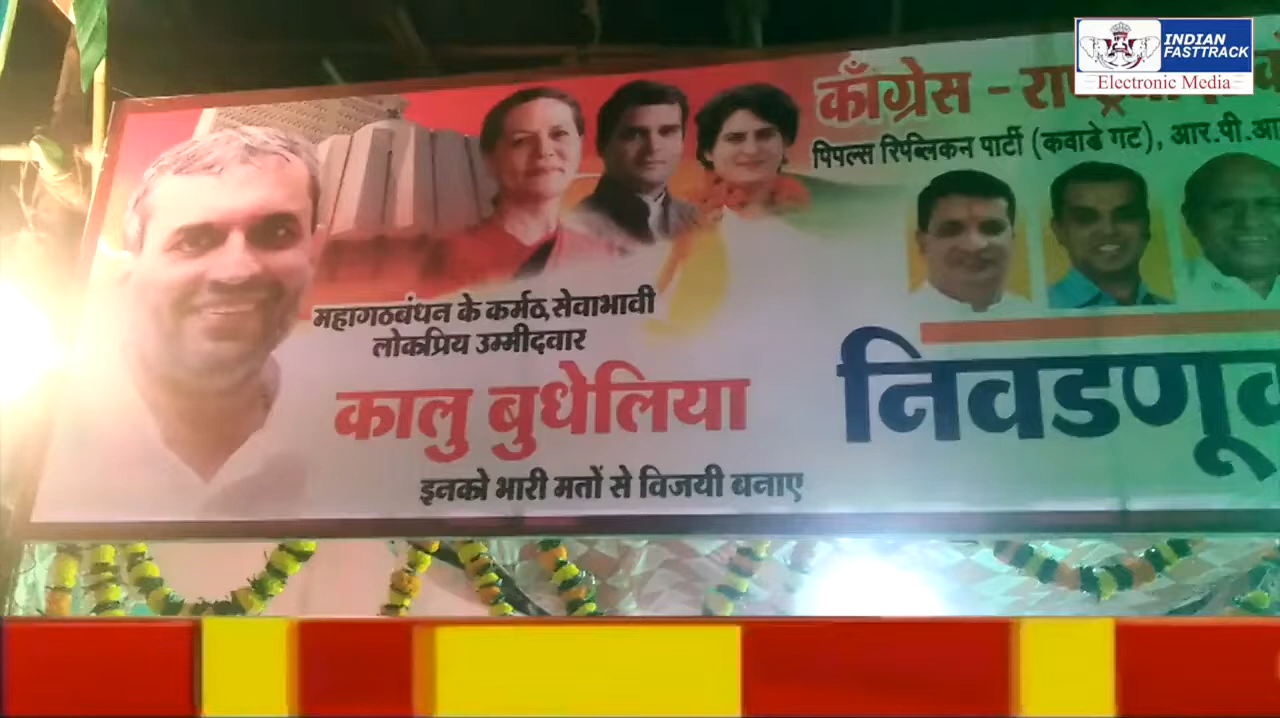 INDIAN
FASTTRACK
Electronic Media
काँग्रेस -
पिपल्स रिपब्लिकन पार्टी (कवाडे गट), आर.पी.आ
महागठबंधन के कर्मठ, सेवाभावी
लोकप्रिय उम्मीदवार
कालु बुधेलिया
इनको भारी मतों से विजयी बनाए
निवडणूक